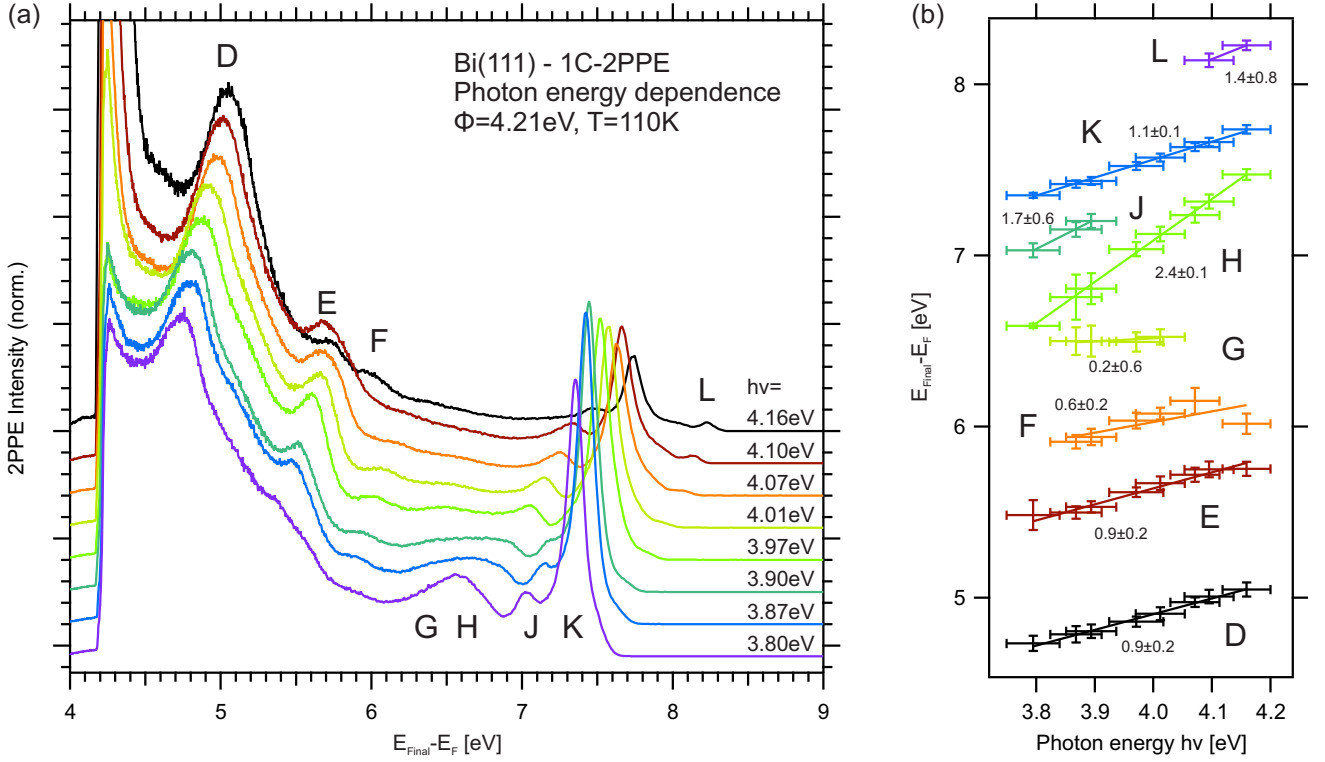 (a)
2PPE Intensity (norm.)
D
Bi(111) - 1C-2PPE
Photon energy dependence
Φ=4.21eV, T=110K
E
F
L
hν=
4.16eV
4.10eV
4.07eV
4.01eV
3.97eV
3.90eV
3.87eV
3.80eV
G H J K
4 5 6 7 8 9
E_Final-E_F [eV]
(b)
E_Final-E_F [eV]
8
7
6
5
L
1.4±0.8
K
1.1±0.1
1.7±0.6
J
2.4±0.1
H
0.2±0.6
G
0.6±0.2
F
0.9±0.2
E
0.9±0.2
D
3.8 3.9 4.0 4.1 4.2
Photon energy hν [eV]